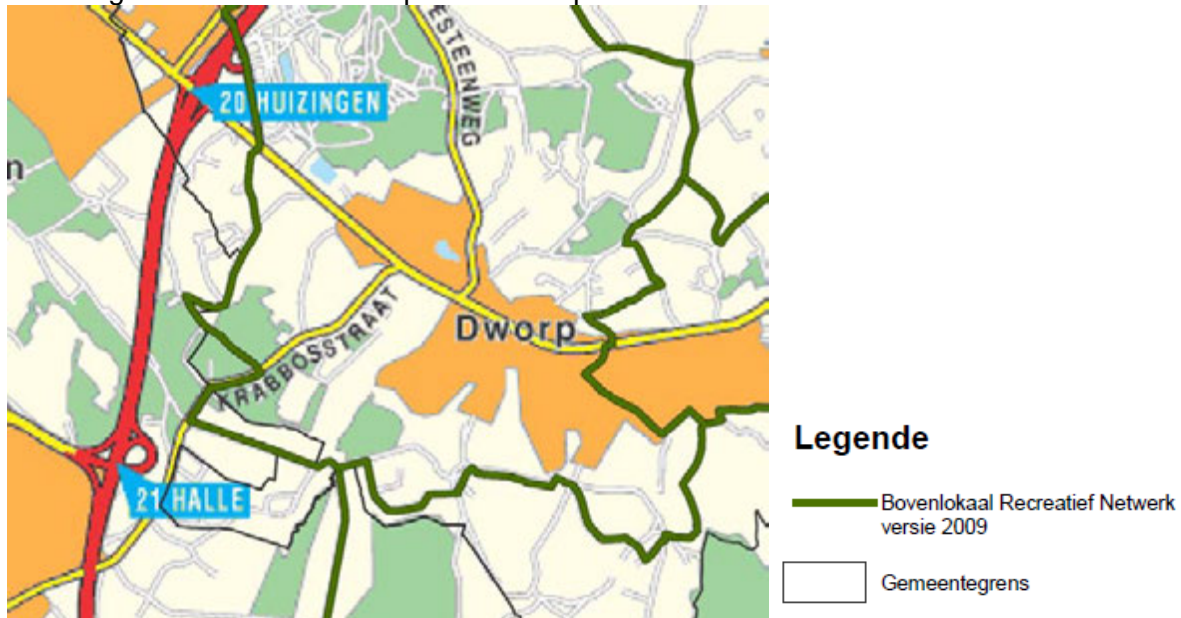 20 HUIZINGEN
ESTEENWEG
n
Dworp
KRABBOSSTRAAT
21 HALLE
Legende
Bovenlokaal Recreatief Netwerk
versie 2009
Gemeentegrens